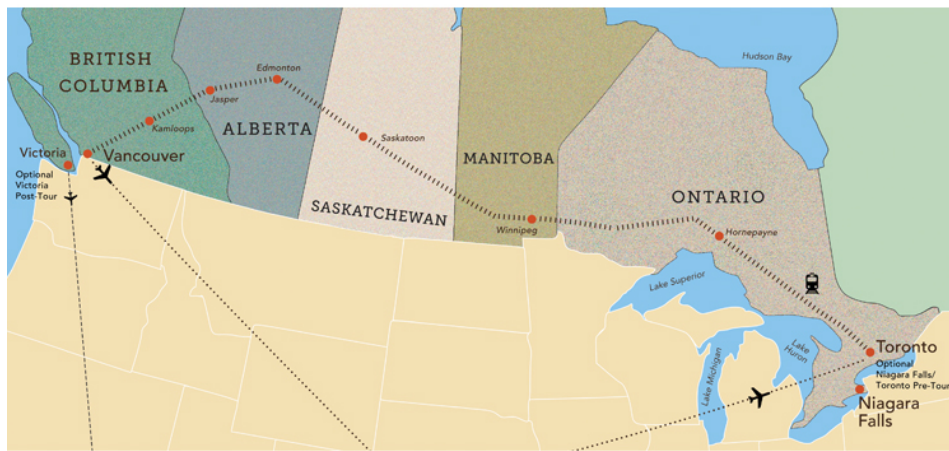 BRITISH
COLUMBIA
Edmonton
Jasper
Kamloops
ALBERTA
Saskatoon
Hudson Bay
Victoria
Vancouver
Optional
Victoria
Post-Tour
MANITOBA
SASKATCHEWAN
ONTARIO
Winnipeg
Hornepayne
Lake Superior
Lake Michigan
Lake
Huron
Toronto
Optional
Niagara Falls/
Toronto Pre-Tour
Niagara
Falls